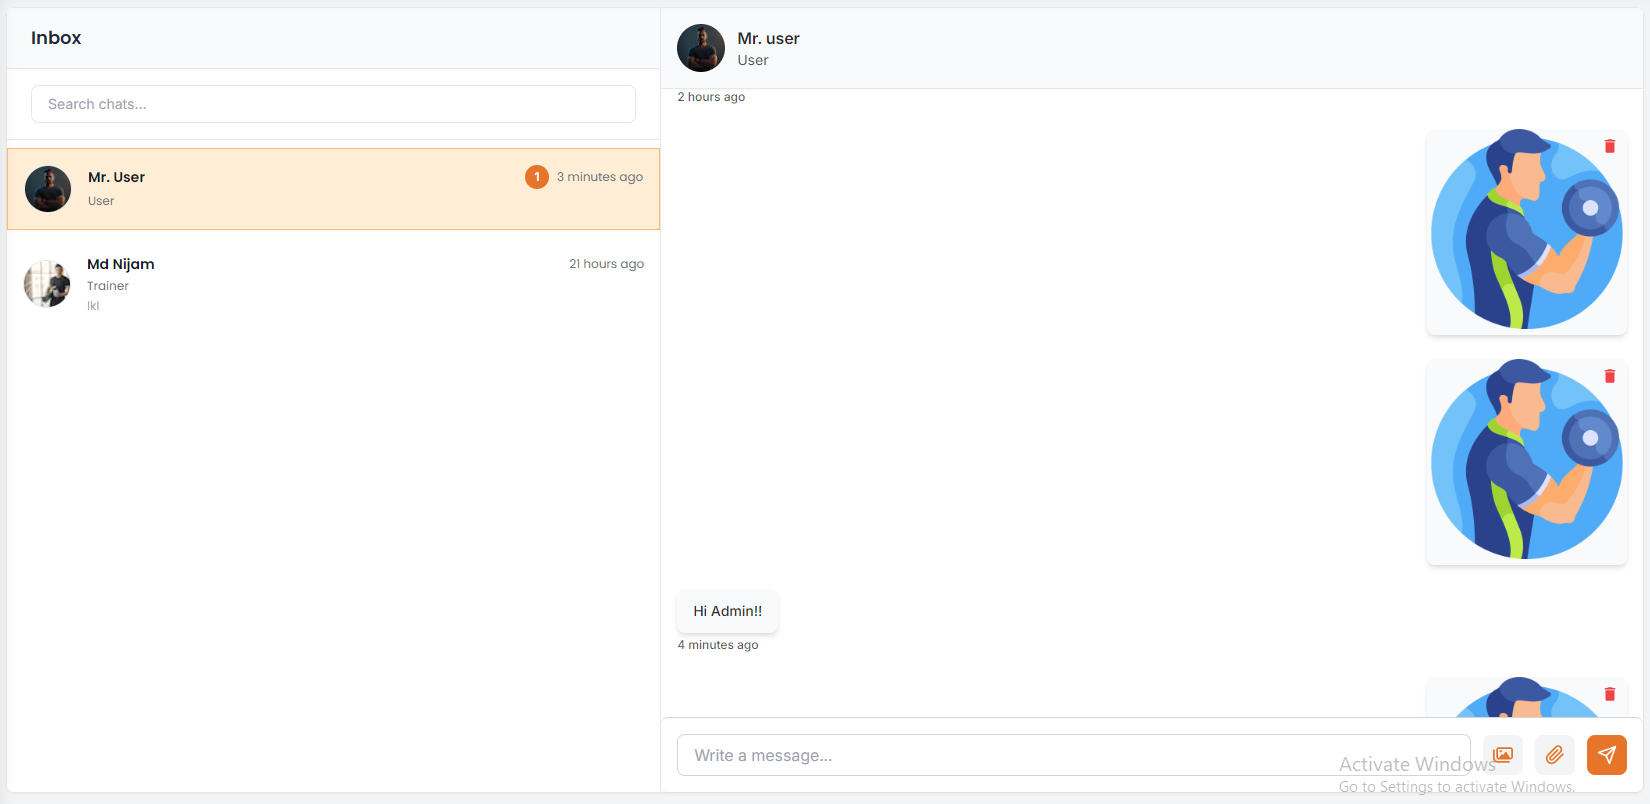 Inbox
Search chats...
Mr. User
1
3 minutes ago
User
Md Nijam
21 hours ago
Trainer
lkl
Mr. user
User
2 hours ago
Hi Admin!!
4 minutes ago
Write a message...
Activate Windows
Go to Settings to activate Windows.